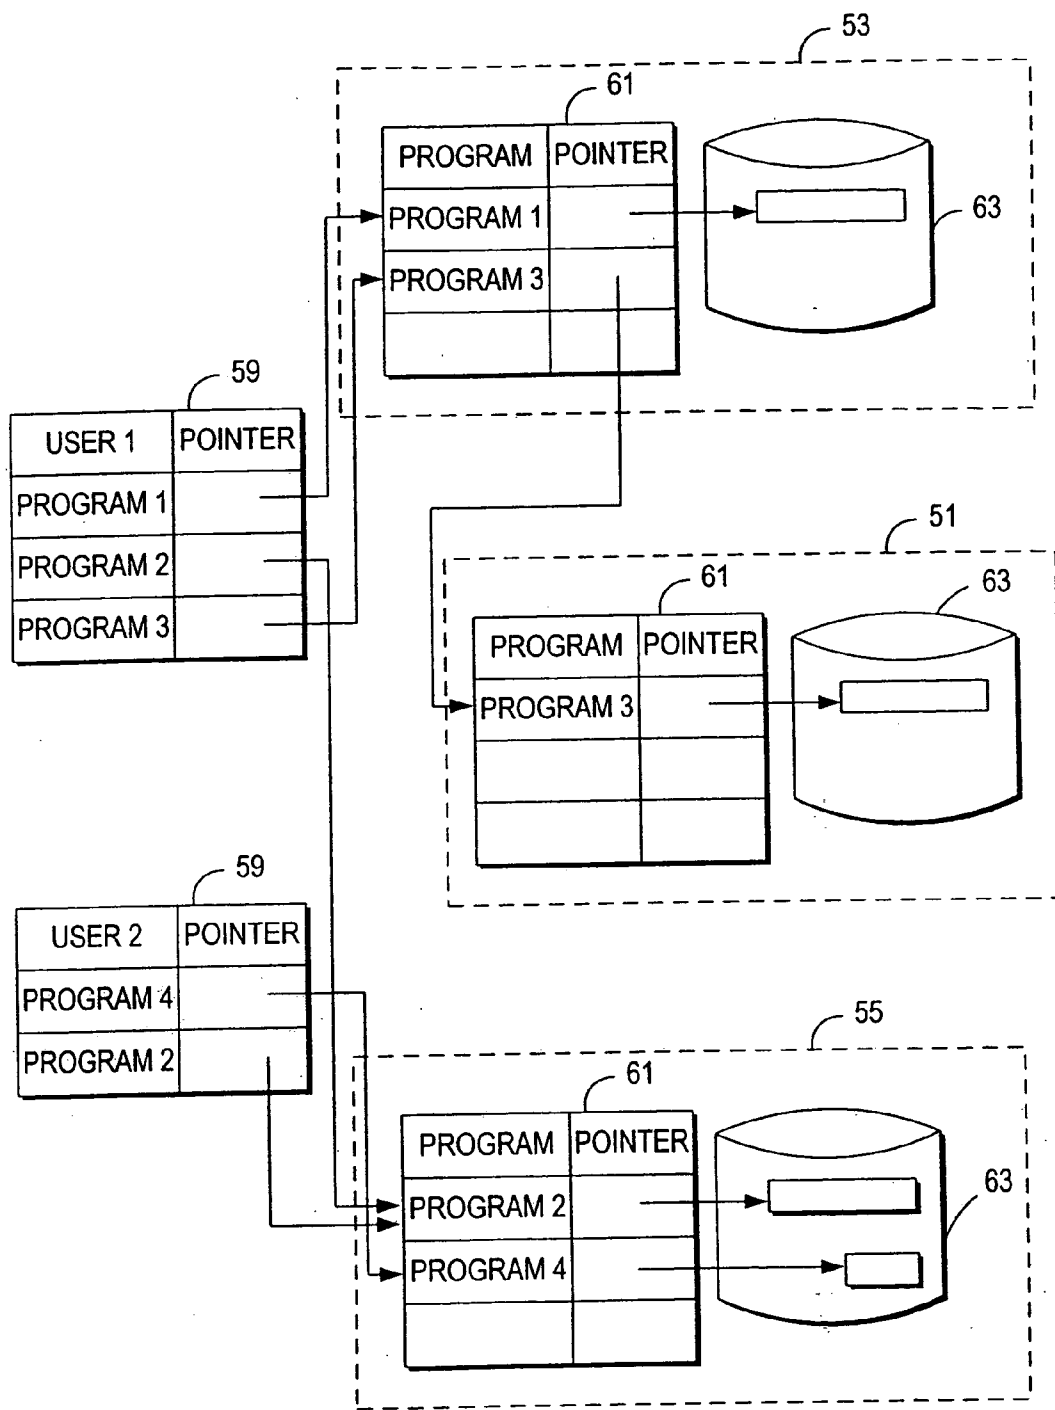 53
61
PROGRAM POINTER
PROGRAM 1
PROGRAM 3
63
59
USER 1 POINTER
PROGRAM 1
PROGRAM 2
PROGRAM 3
51
61
63
PROGRAM POINTER
PROGRAM 3
59
USER 2 POINTER
PROGRAM 4
PROGRAM 2
55
61
PROGRAM POINTER
PROGRAM 2
PROGRAM 4
63